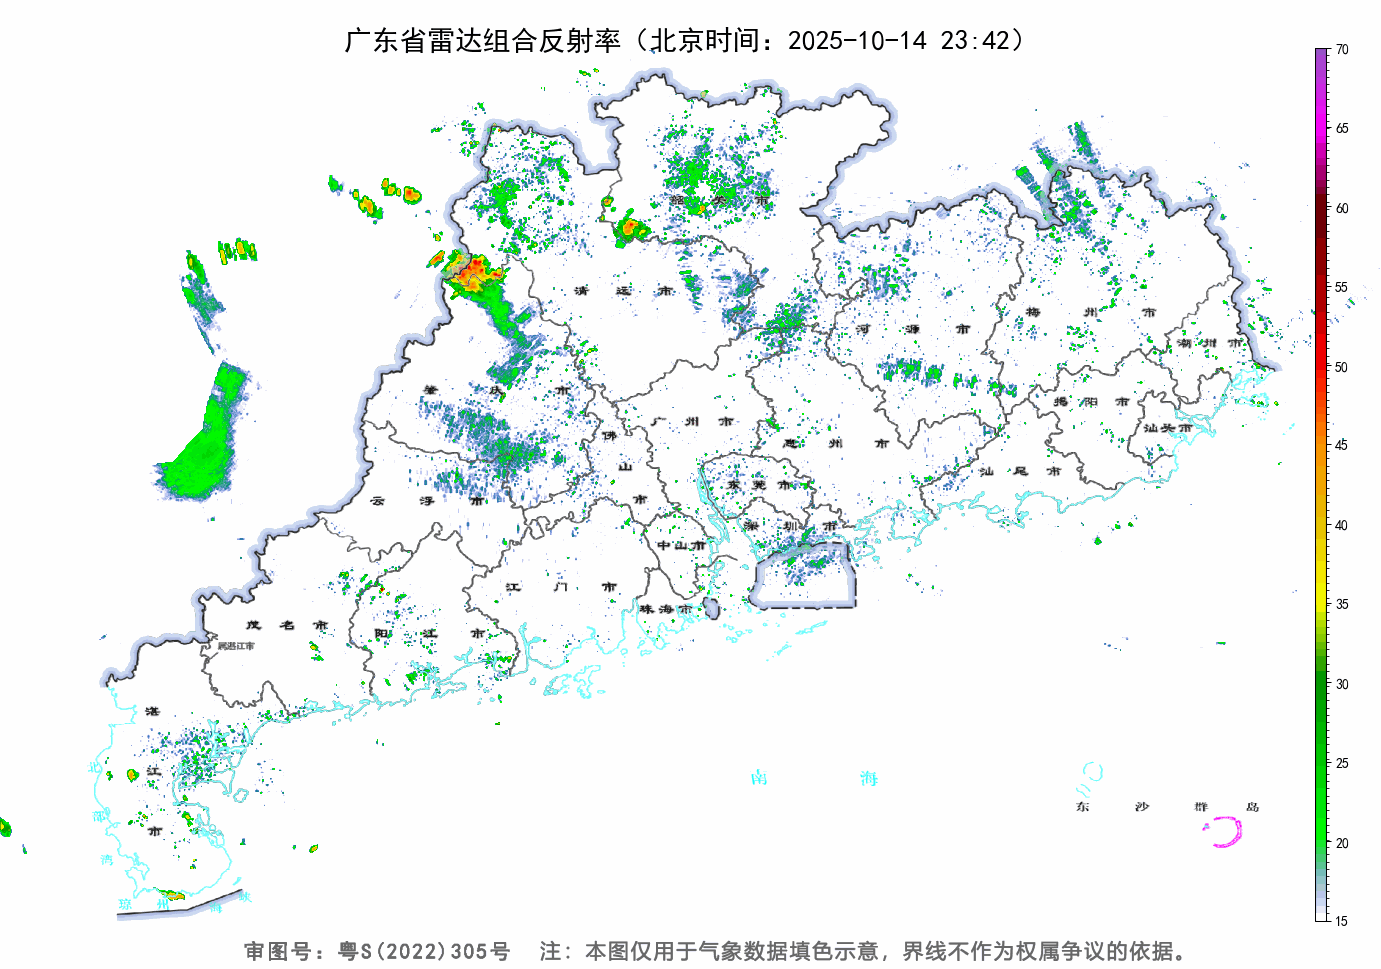 广东省雷达组合反射率（北京时间：2025-10-14 23:42）
70
65
60
55
50
45
40
35
30
25
20
15
韶关市
清远市
河源市
梅州市
潮州市
肇庆市
揭阳市
汕头市
广州市
佛山市
惠州市
东莞市
汕尾市
云浮市
深圳市
中山市
江门市
珠海市
茂名市
阳江市
属湛江市
湛江市
北部湾
南海
东沙群岛
琼州海峡
审图号：粤S(2022)305号 注：本图仅用于气象数据填色示意，界线不作为权属争议的依据。